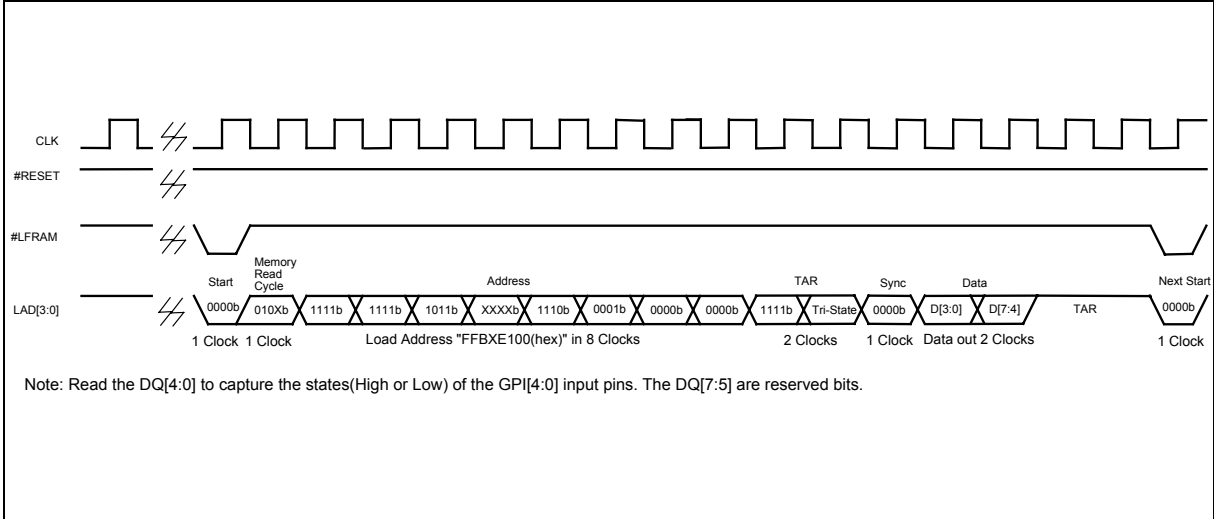 CLK
#RESET
#LFRAM
Memory
Read
Cycle
Start
Address
TAR
Sync
Data
Next Start
LAD[3:0]
0000b 010Xb 1111b 1111b 1011b XXXXb 1110b 0001b 0000b 0000b 1111b Tri-State 0000b D[3:0] D[7:4] TAR 0000b
1 Clock 1 Clock Load Address "FFBXE100(hex)" in 8 Clocks 2 Clocks 1 Clock Data out 2 Clocks 1 Clock
Note: Read the DQ[4:0] to capture the states(High or Low) of the GPI[4:0] input pins. The DQ[7:5] are reserved bits.